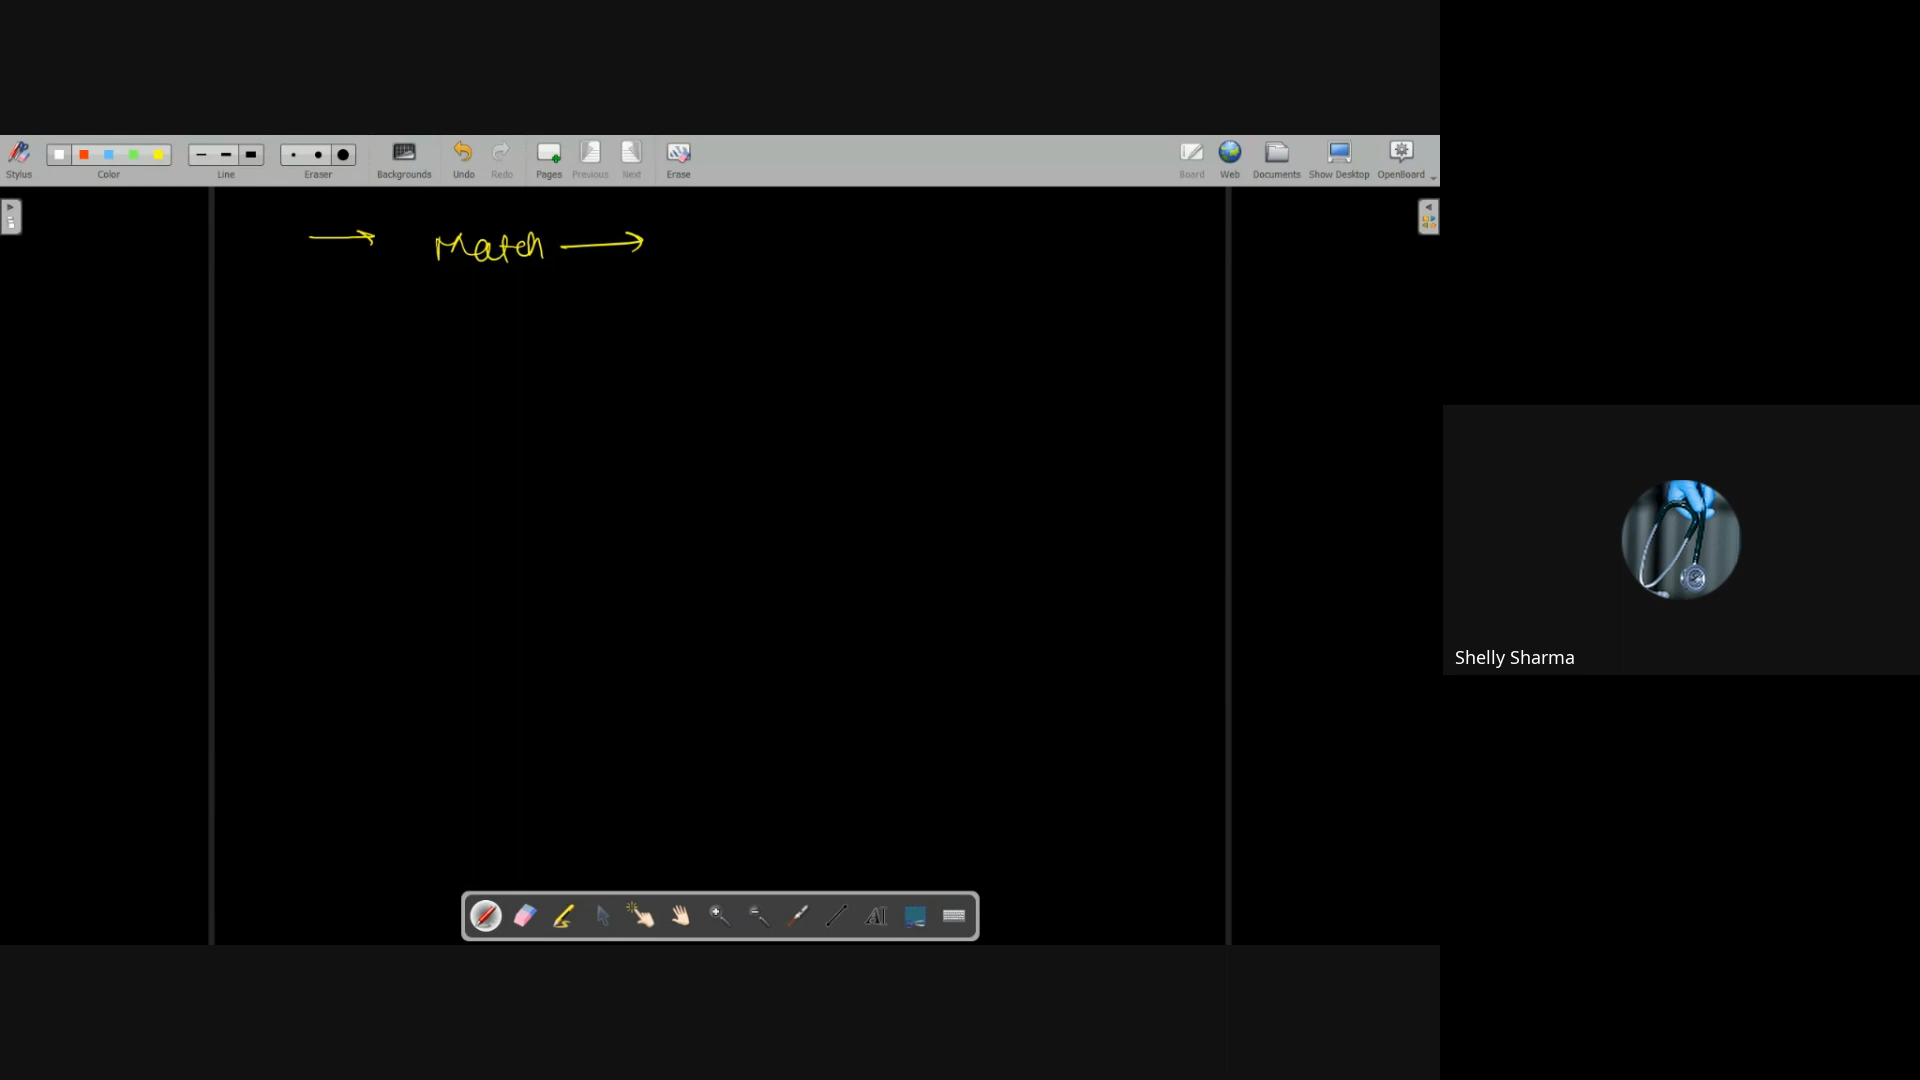 Stylus Color Line Eraser Backgrounds Undo Redo Pages Previous Next Erase Board Web Documents Show Desktop OpenBoard
→ Match →
Shelly Sharma